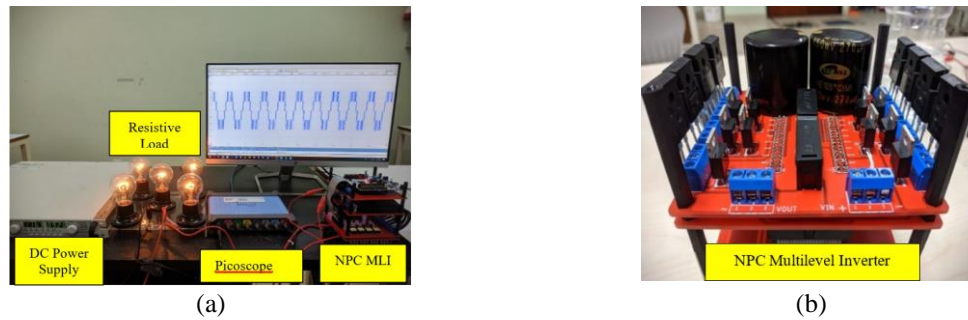 Resistive
Load
DC Power
Supply
Picoscope
NPC MLI
(a)
VOUT
VIN +
NPC Multilevel Inverter
(b)